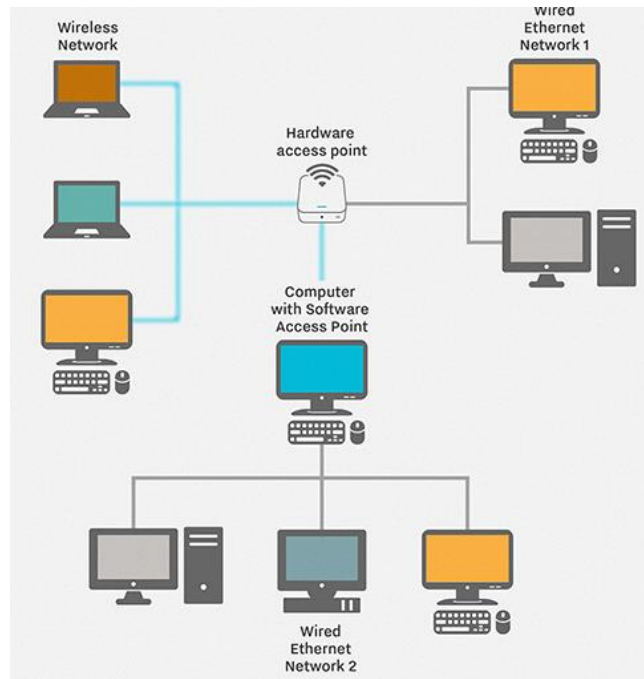 Wireless
Network
Wired
Ethernet
Network 1
Hardware
access point
Computer
with Software
Access Point
Wired
Ethernet
Network 2